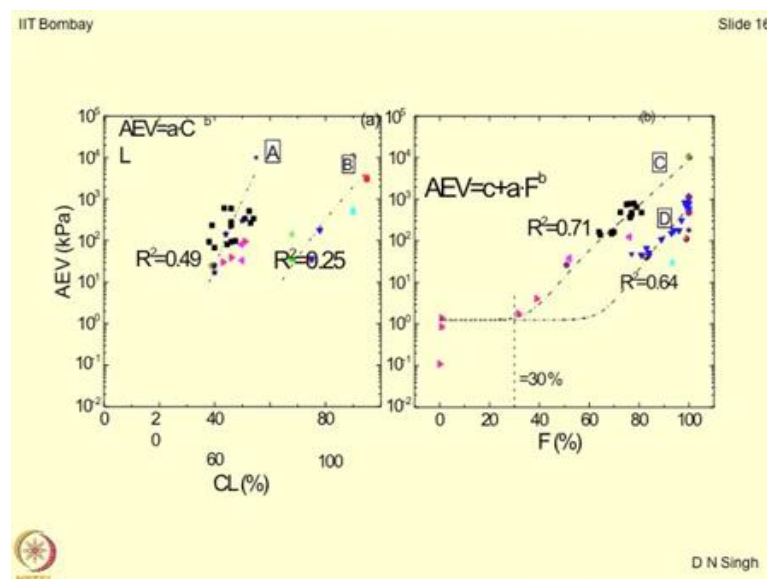 IIT Bombay
Slide 16
(a)
AEV=a·C b
L
A
B
R²=0.49
R²=0.25
AEV (kPa)
10⁵
10⁴
10³
10²
10¹
10⁰
10⁻¹
10⁻²
0
2
0
40
60
80
100
CL(%)
(b)
AEV=c+a·Fᵇ
C
D
R²=0.71
R²=0.64
=30%
10⁵
10⁴
10³
10²
10¹
10⁰
10⁻¹
10⁻²
0
20
40
60
80
100
F(%)
D N Singh